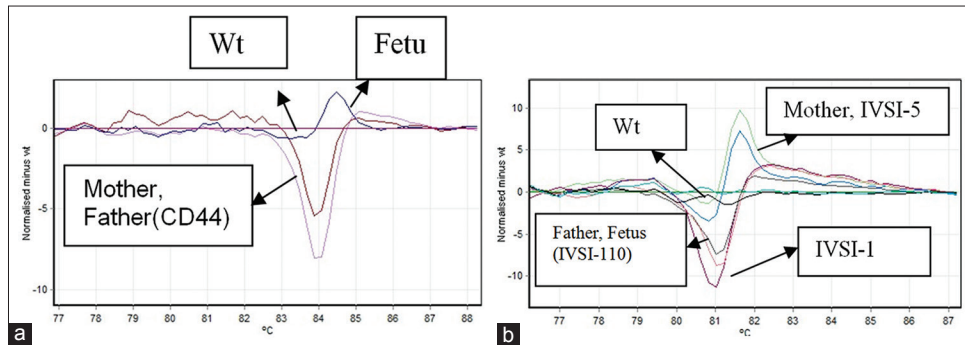 Wt
Fetu
Normalised minus wt
0
-5
-10
Mother,
Father(CD44)
77 78 79 80 81 82 83 84 85 86 87 88
°C
a
Normalised minus wt
10
5
0
-5
-10
Wt
Mother, IVSI-5
Father, Fetus
(IVSI-110)
IVSI-1
77 78 79 80 81 82 83 84 85 86 87
°C
b